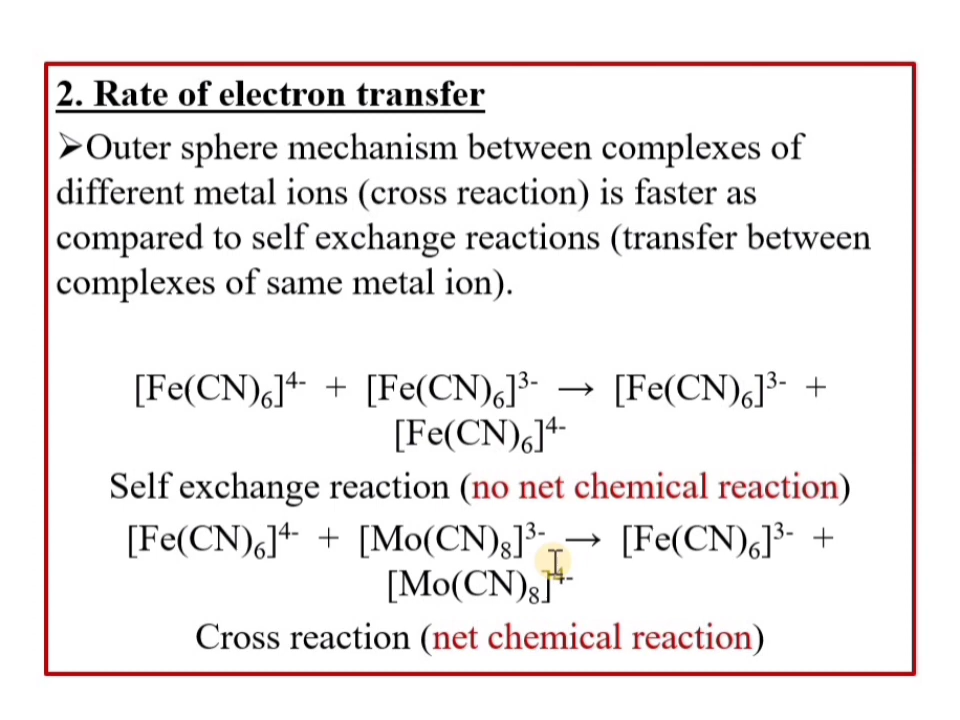 2. Rate of electron transfer
➢Outer sphere mechanism between complexes of
different metal ions (cross reaction) is faster as
compared to self exchange reactions (transfer between
complexes of same metal ion).
[Fe(CN)₆]⁴⁻ + [Fe(CN)₆]³⁻ → [Fe(CN)₆]³⁻ +
[Fe(CN)₆]⁴⁻
Self exchange reaction (no net chemical reaction)
[Fe(CN)₆]⁴⁻ + [Mo(CN)₈]³⁻ → [Fe(CN)₆]³⁻ +
[Mo(CN)₈]⁴⁻
Cross reaction (net chemical reaction)